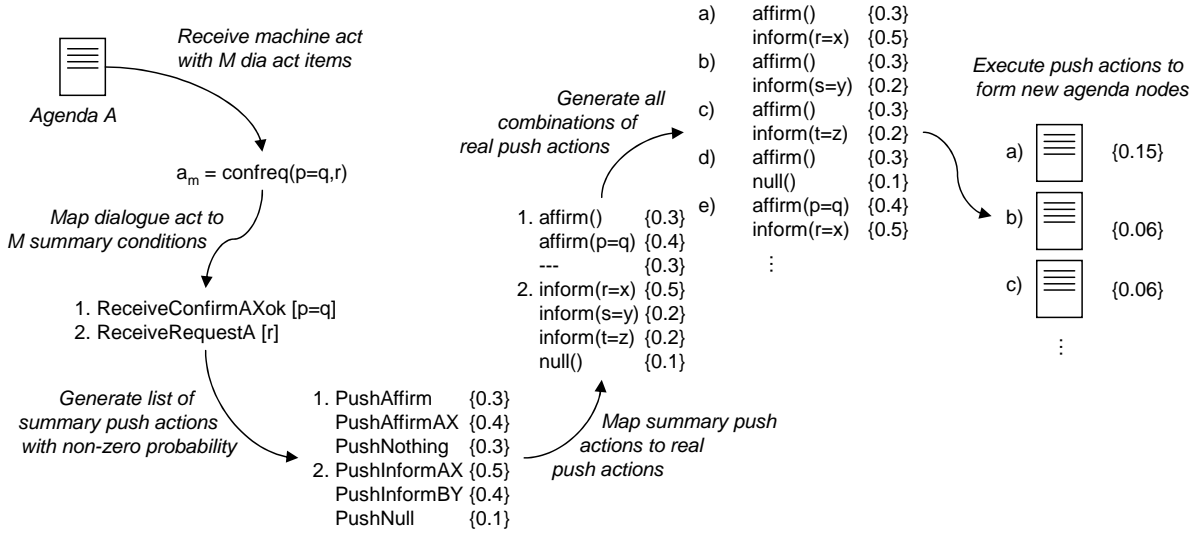 Agenda A
Receive machine act
with M dia act items
a_m = confreq(p=q,r)
Map dialogue act to
M summary conditions
1. ReceiveConfirmAXok [p=q]
2. ReceiveRequestA [r]
Generate list of
summary push actions
with non-zero probability
1. PushAffirm {0.3}
PushAffirmAX {0.4}
PushNothing {0.3}
2. PushInformAX {0.5}
PushInformBY {0.4}
PushNull {0.1}
Map summary push
actions to real
push actions
1. affirm() {0.3}
affirm(p=q) {0.4}
--- {0.3}
2. inform(r=x) {0.5}
inform(s=y) {0.2}
inform(t=z) {0.2}
null() {0.1}
Generate all
combinations of
real push actions
a) affirm() {0.3}
inform(r=x) {0.5}
b) affirm() {0.3}
inform(s=y) {0.2}
c) affirm() {0.3}
inform(t=z) {0.2}
d) affirm() {0.3}
null() {0.1}
e) affirm(p=q) {0.4}
inform(r=x) {0.5}
⋮
Execute push actions to
form new agenda nodes
a) {0.15}
b) {0.06}
c) {0.06}
⋮